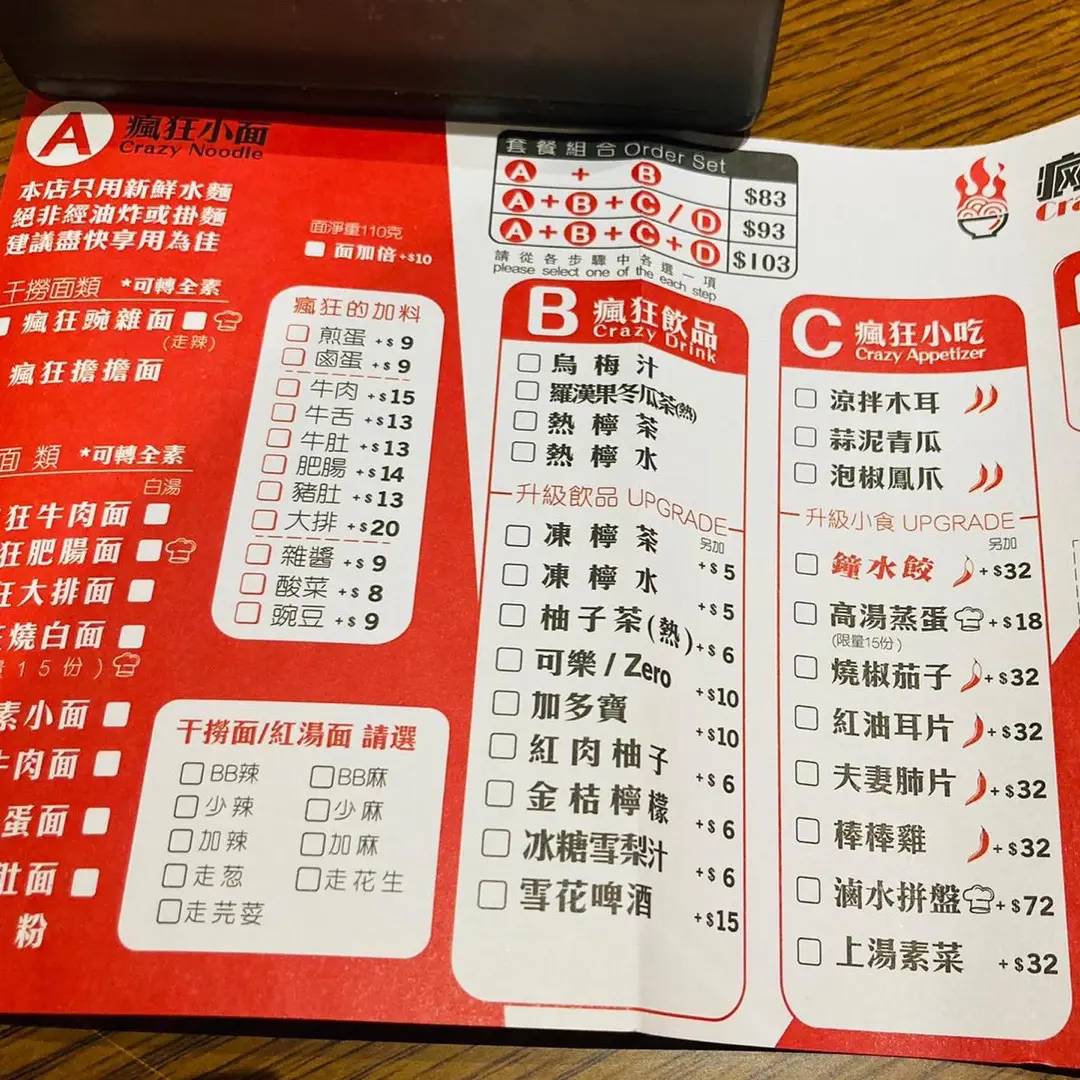 A 瘋狂小面
Crazy Noodle
本店只用新鮮水麵
絕非經油炸或掛麵
建議盡快享用為佳
面淨重110克
面加倍 +$10
干撈面類 *可轉全素
瘋狂豌雜面
(走辣)
瘋狂擔擔面
面類 *可轉全素
白湯
狂牛肉面
狂肥腸面
狂大排面
燒白面
量15份)
素小面
牛肉面
蛋面
肚面
粉
瘋狂的加料
煎蛋 +$9
鹵蛋 +$9
牛肉 +$15
牛舌 +$13
牛肚 +$13
肥腸 +$14
豬肚 +$13
大排 +$20
雜醬 +$9
酸菜 +$8
豌豆 +$9
干撈面/紅湯面 請選
BB辣 BB麻
少辣 少麻
加辣 加麻
走葱 走花生
走芫荽
套餐組合 Order Set
A + B $83
A + B + C / D $93
A + B + C + D $103
請從各步驟中各選一項
please select one of the each step
B 瘋狂飲品
Crazy Drink
烏梅汁
羅漢果冬瓜茶(熱)
熱檸茶
熱檸水
升級飲品 UPGRADE
另加
凍檸茶 +$5
凍檸水 +$5
柚子茶(熱) +$6
可樂/Zero +$10
加多寶 +$10
紅肉柚子 +$6
金桔檸檬 +$6
冰糖雪梨汁 +$6
雪花啤酒 +$15
C 瘋狂小吃
Crazy Appetizer
涼拌木耳
蒜泥青瓜
泡椒鳳爪
升級小食 UPGRADE
另加
鐘水餃 +$32
高湯蒸蛋 +$18
(限量15份)
燒椒茄子 +$32
紅油耳片 +$32
夫妻肺片 +$32
棒棒雞 +$32
滷水拼盤 +$72
上湯素菜 +$32